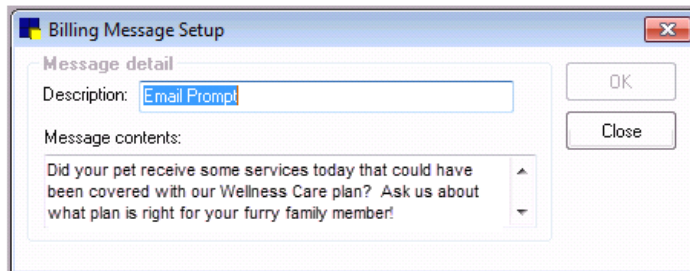 Billing Message Setup
Message detail
Description: Email Prompt
OK
Message contents:
Close
Did your pet receive some services today that could have
been covered with our Wellness Care plan?  Ask us about
what plan is right for your furry family member!